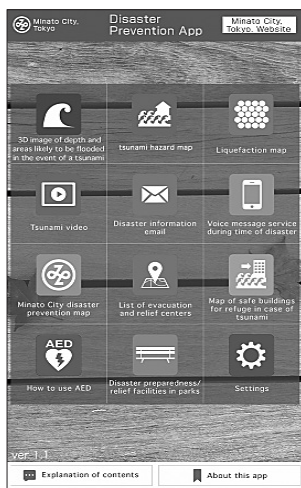 Minato City,
Tokyo
Disaster
Prevention App
Minato City,
Tokyo. Website
3D image of depth and
areas likely to be flooded
in the event of a tsunami
tsunami hazard map
Liquefaction map
Tsunami video
Disaster information
email
Voice message service
during time of disaster
Minato City disaster
prevention map
List of evacuation
and relief centers
Map of safe buildings
for refuge in case of
tsunami
AED
How to use AED
Disaster preparedness/
relief facilities in parks
Settings
ver 1.1
Explanation of contents
About this app